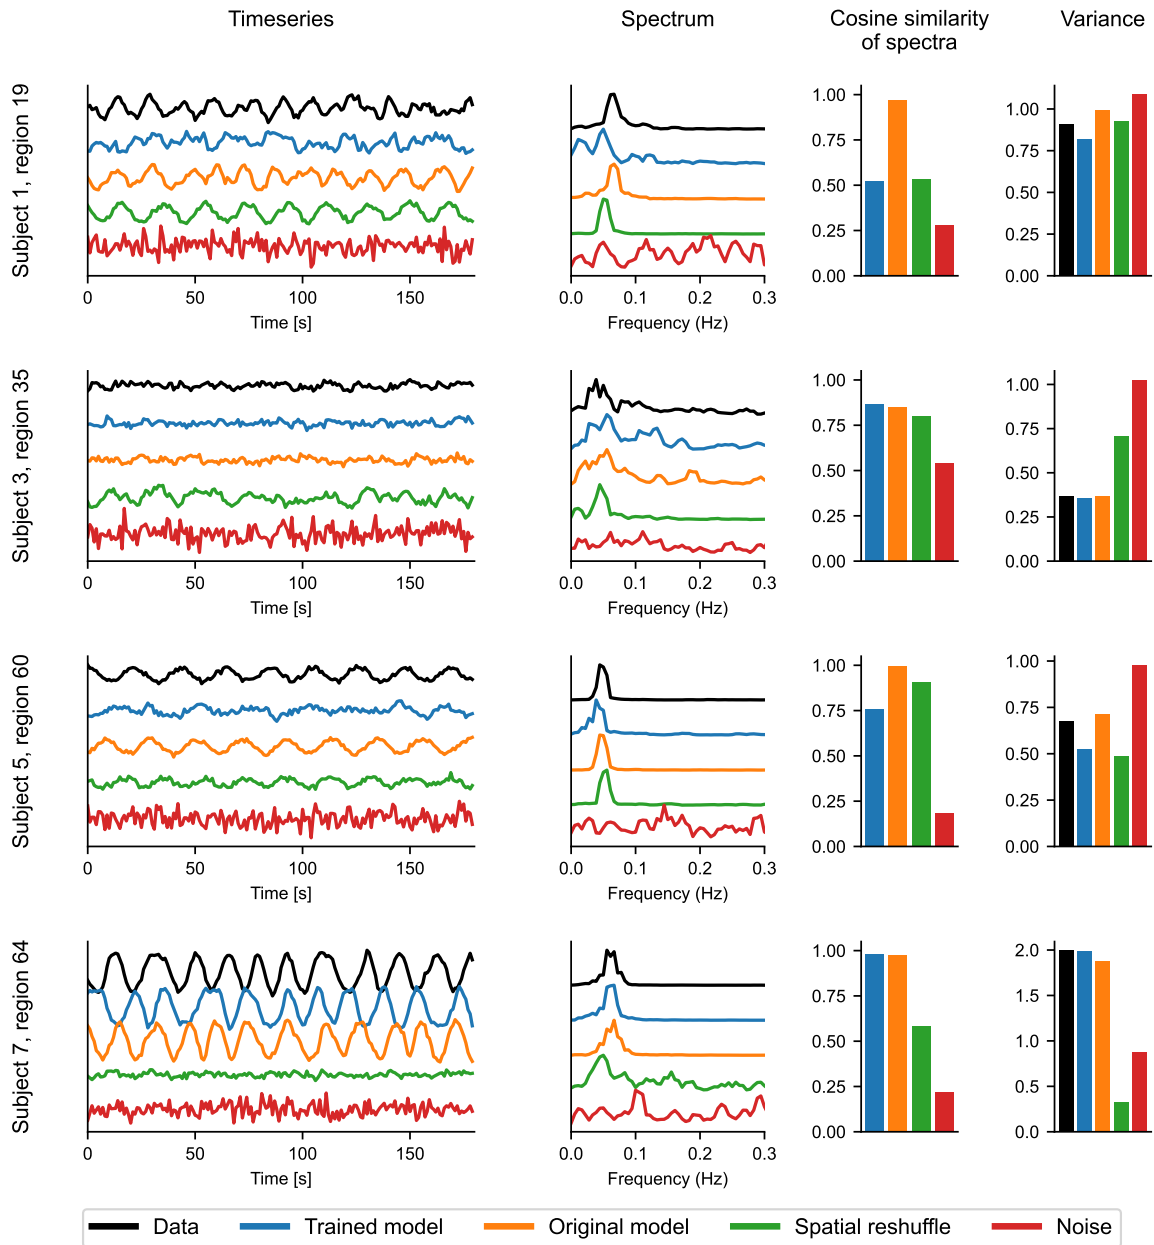 Timeseries
Spectrum
Cosine similarity
of spectra
Variance
Subject 1, region 19
0 50 100 150
Time [s]
0.0 0.1 0.2 0.3
Frequency (Hz)
1.00
0.75
0.50
0.25
0.00
1.00
0.75
0.50
0.25
0.00
Subject 3, region 35
0 50 100 150
Time [s]
0.0 0.1 0.2 0.3
Frequency (Hz)
1.00
0.75
0.50
0.25
0.00
1.00
0.75
0.50
0.25
0.00
Subject 5, region 60
0 50 100 150
Time [s]
0.0 0.1 0.2 0.3
Frequency (Hz)
1.00
0.75
0.50
0.25
0.00
1.00
0.75
0.50
0.25
0.00
Subject 7, region 64
0 50 100 150
Time [s]
0.0 0.1 0.2 0.3
Frequency (Hz)
1.00
0.75
0.50
0.25
0.00
2.0
1.5
1.0
0.5
0.0
Data Trained model Original model Spatial reshuffle Noise